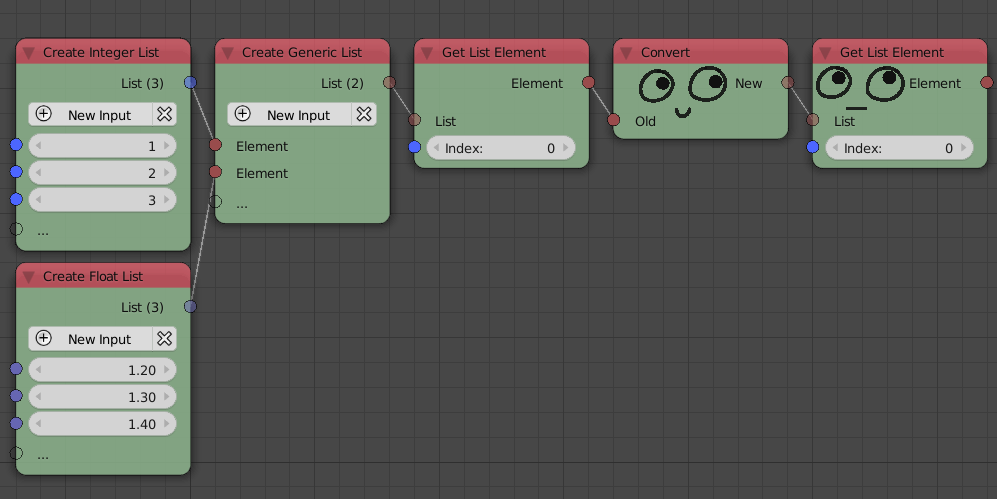 Create Integer List
List (3)
New Input
1
2
3
...
Create Float List
List (3)
New Input
1.20
1.30
1.40
...
Create Generic List
List (2)
New Input
Element
Element
...
Get List Element
Element
List
Index: 0
Convert
New
Old
Get List Element
Element
List
Index: 0